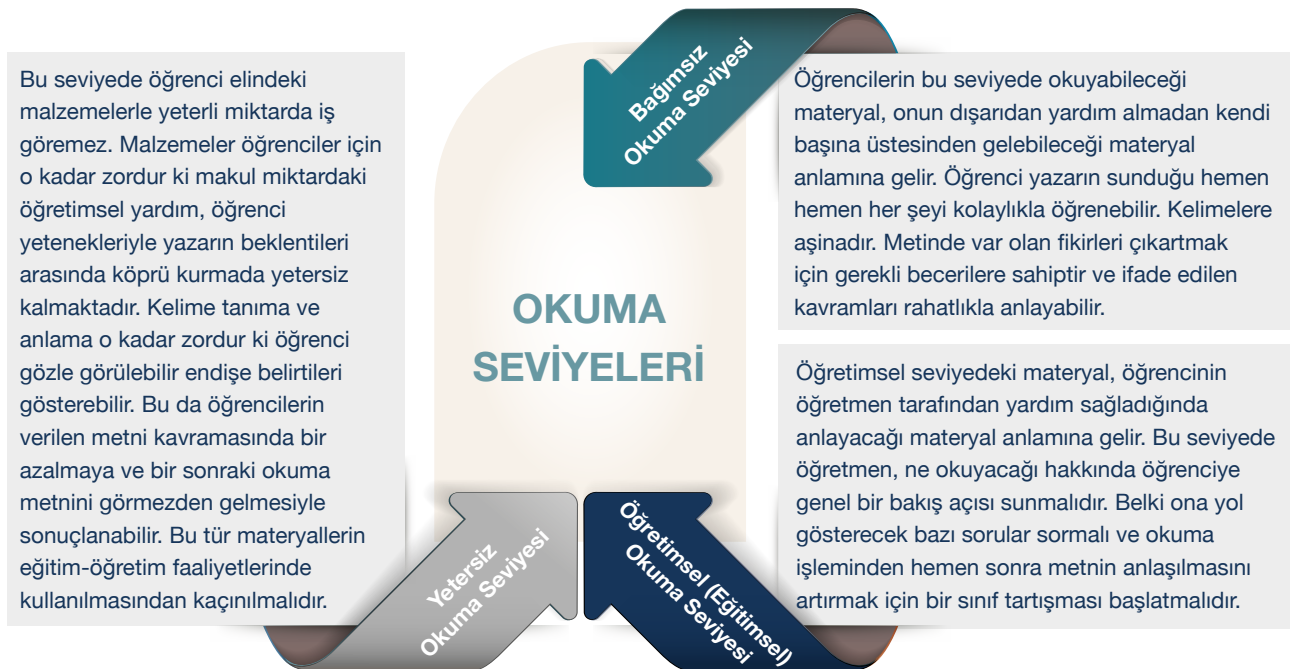 Bu seviyede öğrenci elindeki
malzemelerle yeterli miktarda iş
göremez. Malzemeler öğrenciler için
o kadar zordur ki makul miktardaki
öğretimsel yardım, öğrenci
yetenekleriyle yazarın beklentileri
arasında köprü kurmada yetersiz
kalmaktadır. Kelime tanıma ve
anlama o kadar zordur ki öğrenci
gözle görülebilir endişe belirtileri
gösterebilir. Bu da öğrencilerin
verilen metni kavramasında bir
azalmaya ve bir sonraki okuma
metnini görmezden gelmesiyle
sonuçlanabilir. Bu tür materyallerin
eğitim-öğretim faaliyetlerinde
kullanılmasından kaçınılmalıdır.
Yetersiz
Okuma Seviyesi
OKUMA
SEVİYELERİ
Bağımsız
Okuma Seviyesi
Öğrencilerin bu seviyede okuyabileceği
materyal, onun dışarıdan yardım almadan kendi
başına üstesinden gelebileceği materyal
anlamına gelir. Öğrenci yazarın sunduğu hemen
hemen her şeyi kolaylıkla öğrenebilir. Kelimelere
aşinadır. Metinde var olan fikirleri çıkartmak
için gerekli becerilere sahiptir ve ifade edilen
kavramları rahatlıkla anlayabilir.
Öğretimsel (Eğitimsel)
Okuma Seviyesi
Öğretimsel seviyedeki materyal, öğrencinin
öğretmen tarafından yardım sağladığında
anlayacağı materyal anlamına gelir. Bu seviyede
öğretmen, ne okuyacağı hakkında öğrenciye
genel bir bakış açısı sunmalıdır. Belki ona yol
gösterecek bazı sorular sormalı ve okuma
işleminden hemen sonra metnin anlaşılmasını
artırmak için bir sınıf tartışması başlatmalıdır.